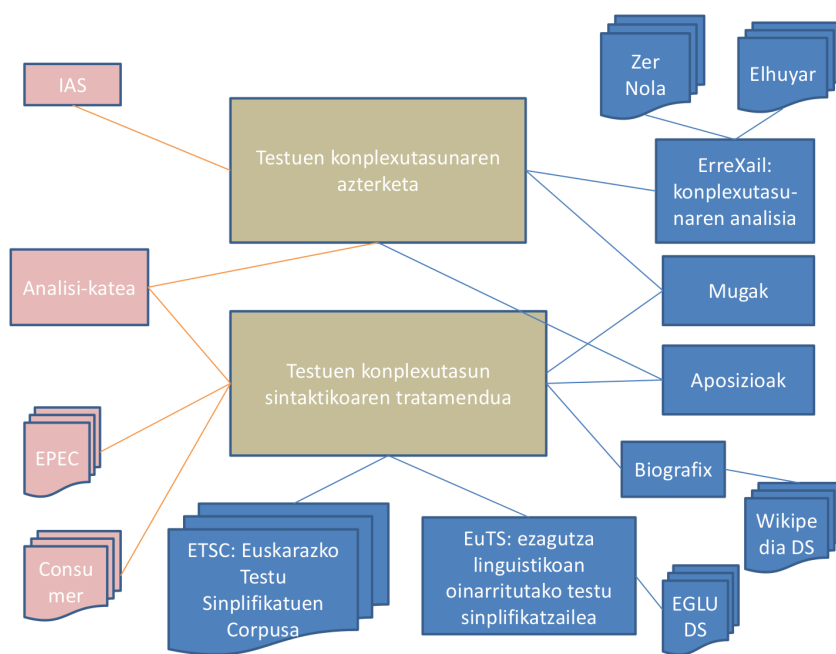 IAS
Zer
Nola
Elhuyar
Testuen konplexutasunaren
azterketa
ErreXail:
konplexutasu-
naren analisia
Analisi-katea
Mugak
Testuen konplexutasun
sintaktikoaren tratamendua
Aposizioak
EPEC
Biografix
Wikipe
dia DS
Consu
mer
ETSC: Euskarazko
Testu
Sinplifikatuen
Corpusa
EuTS: ezagutza
linguistikoan
oinarritutako testu
sinplifikatzailea
EGLU
DS